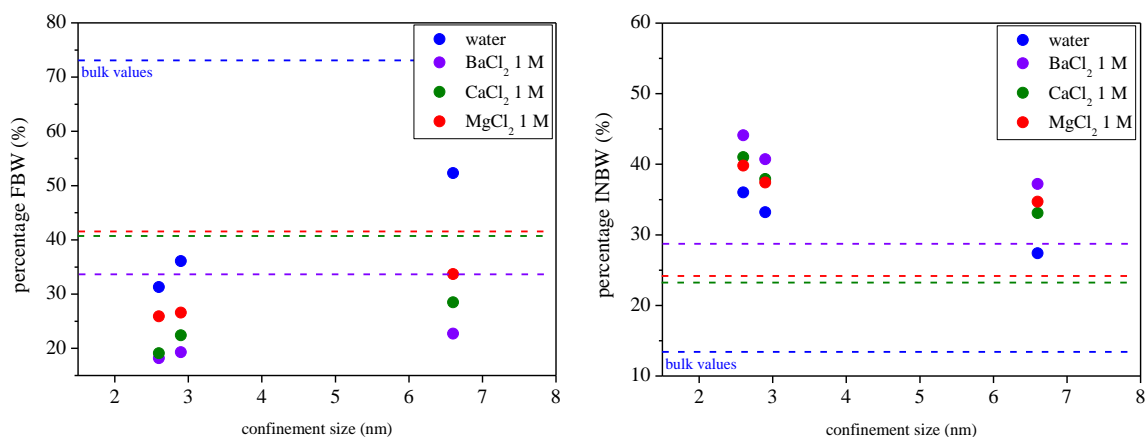 80
70
60
50
40
30
20
percentage FBW (%)
bulk values
water
BaCl₂ 1 M
CaCl₂ 1 M
MgCl₂ 1 M
2 3 4 5 6 7 8
confinement size (nm)
60
50
40
30
20
10
percentage INBW (%)
water
BaCl₂ 1 M
CaCl₂ 1 M
MgCl₂ 1 M
bulk values
2 3 4 5 6 7 8
confinement size (nm)